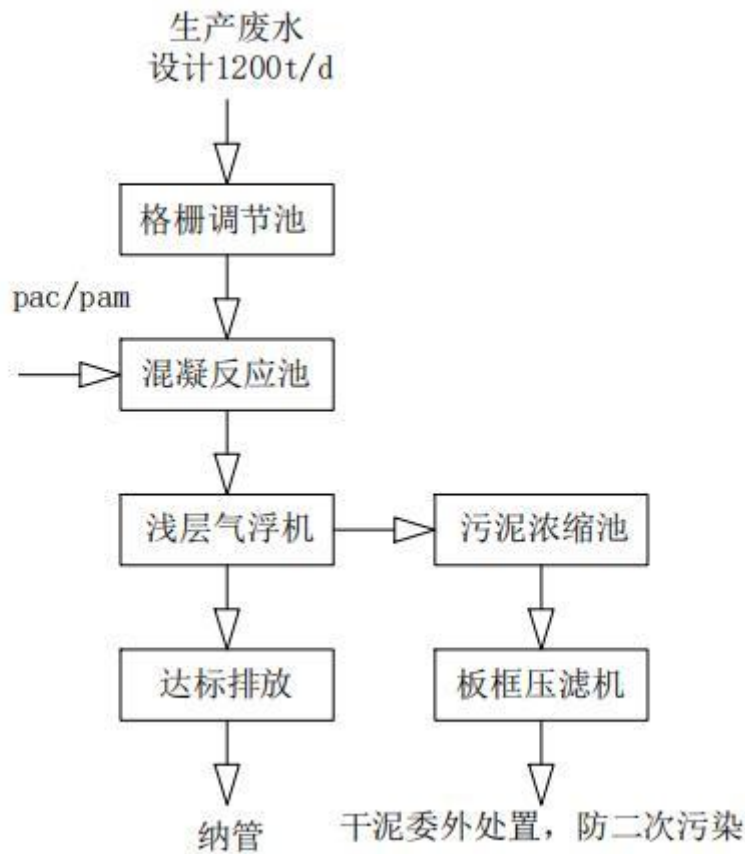 生产废水
设计1200t/d
格栅调节池
pac/pam
混凝反应池
浅层气浮机
污泥浓缩池
达标排放
板框压滤机
纳管
干泥委外处置，防二次污染